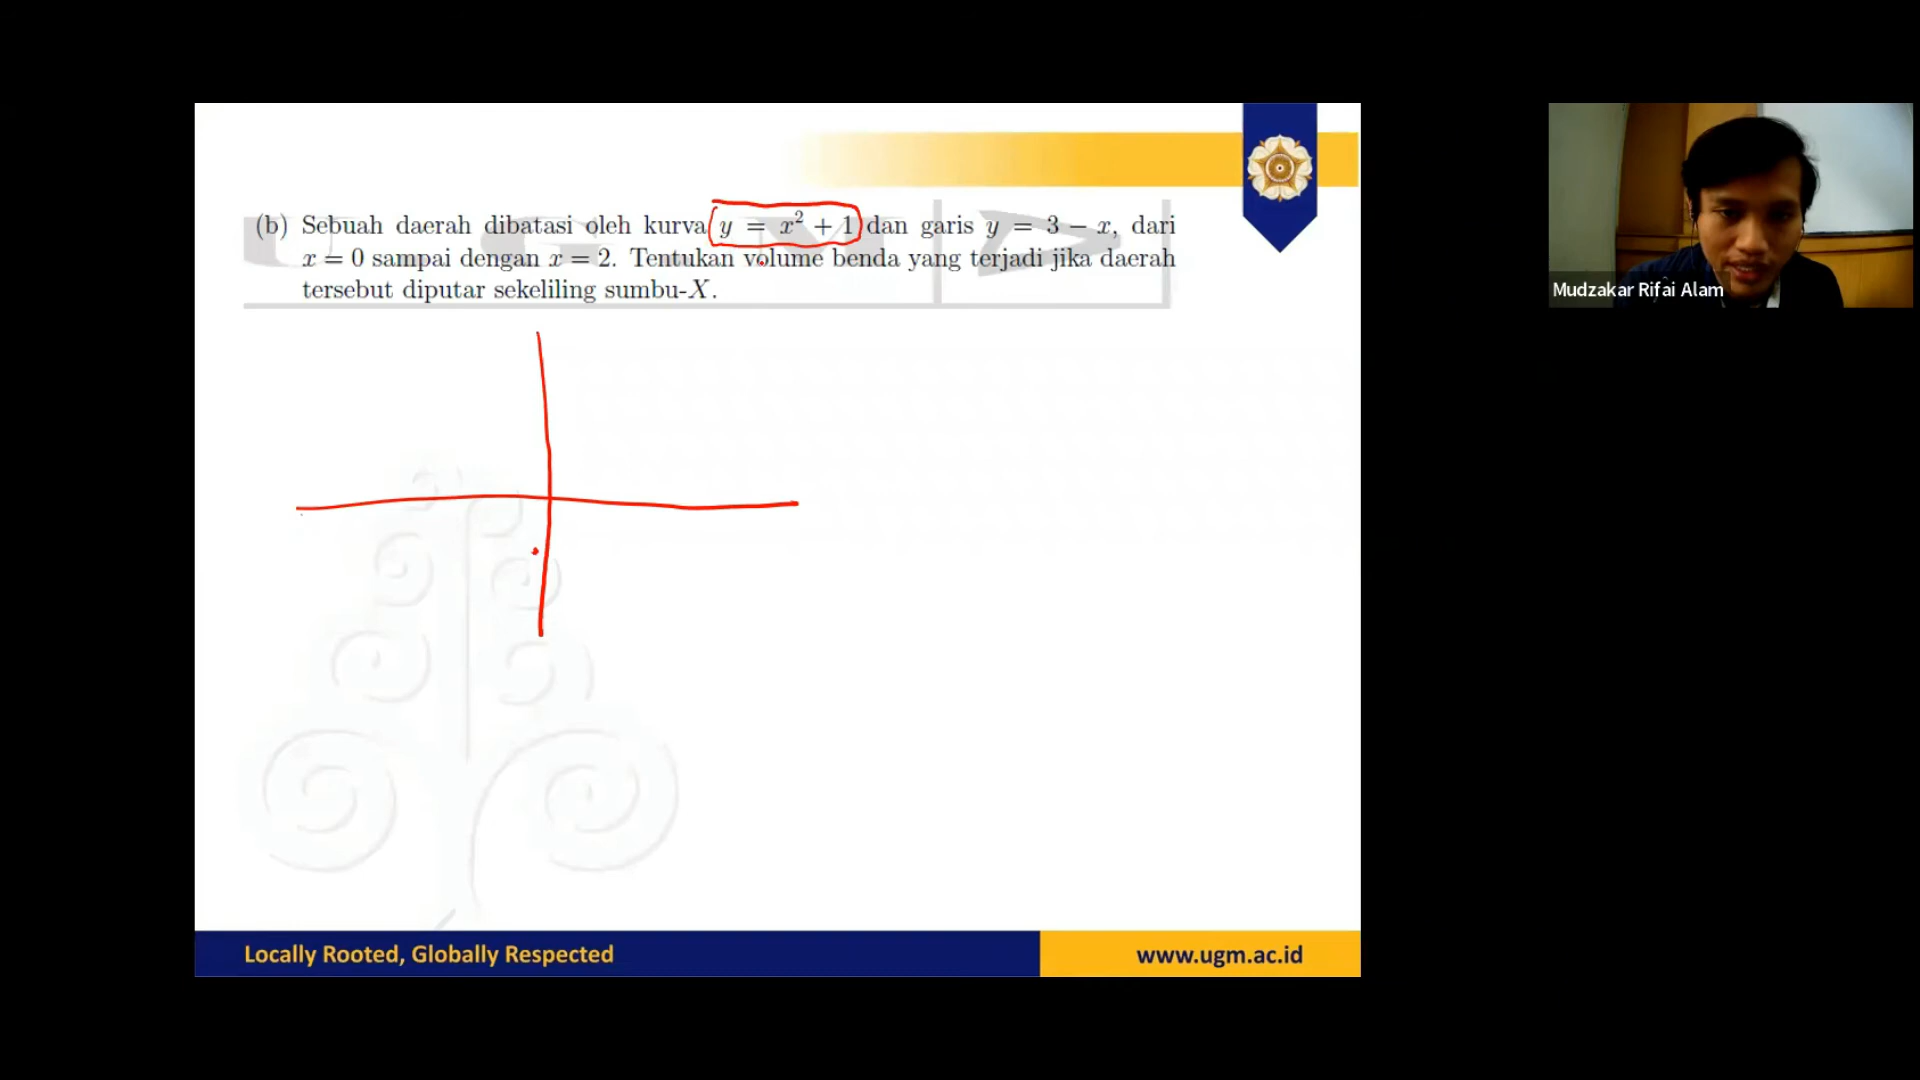 (b) Sebuah daerah dibatasi oleh kurva y = x² + 1 dan garis y = 3 − x, dari
x = 0 sampai dengan x = 2. Tentukan volume benda yang terjadi jika daerah
tersebut diputar sekeliling sumbu-X.
Mudzakar Rifai Alam
Locally Rooted, Globally Respected
www.ugm.ac.id